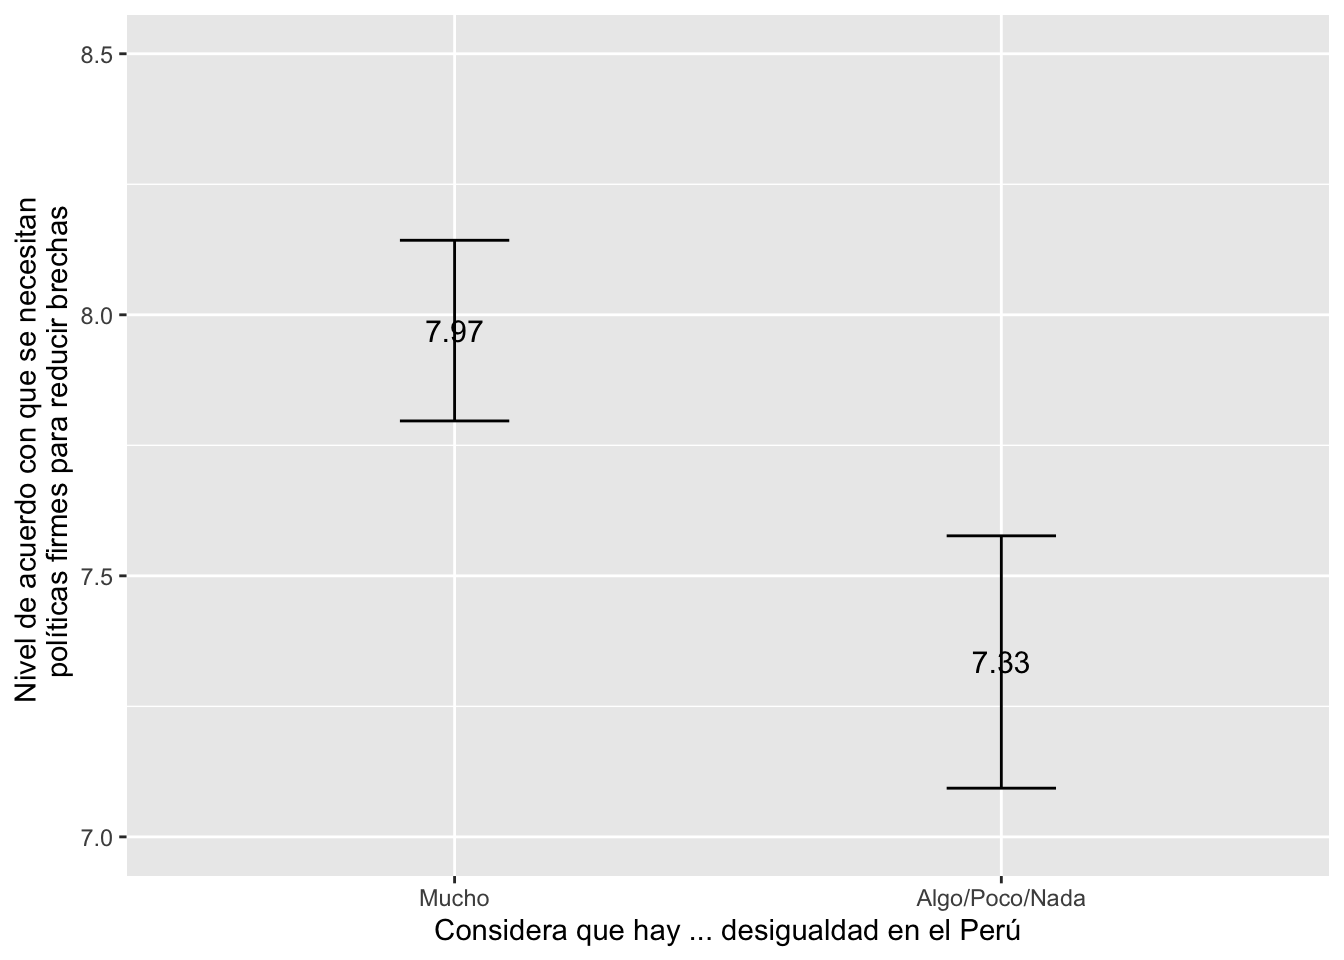 Nivel de acuerdo con que se necesitan
políticas firmes para reducir brechas
8.5
8.0
7.5
7.0
7.97
7.33
Mucho
Algo/Poco/Nada
Considera que hay ... desigualdad en el Perú